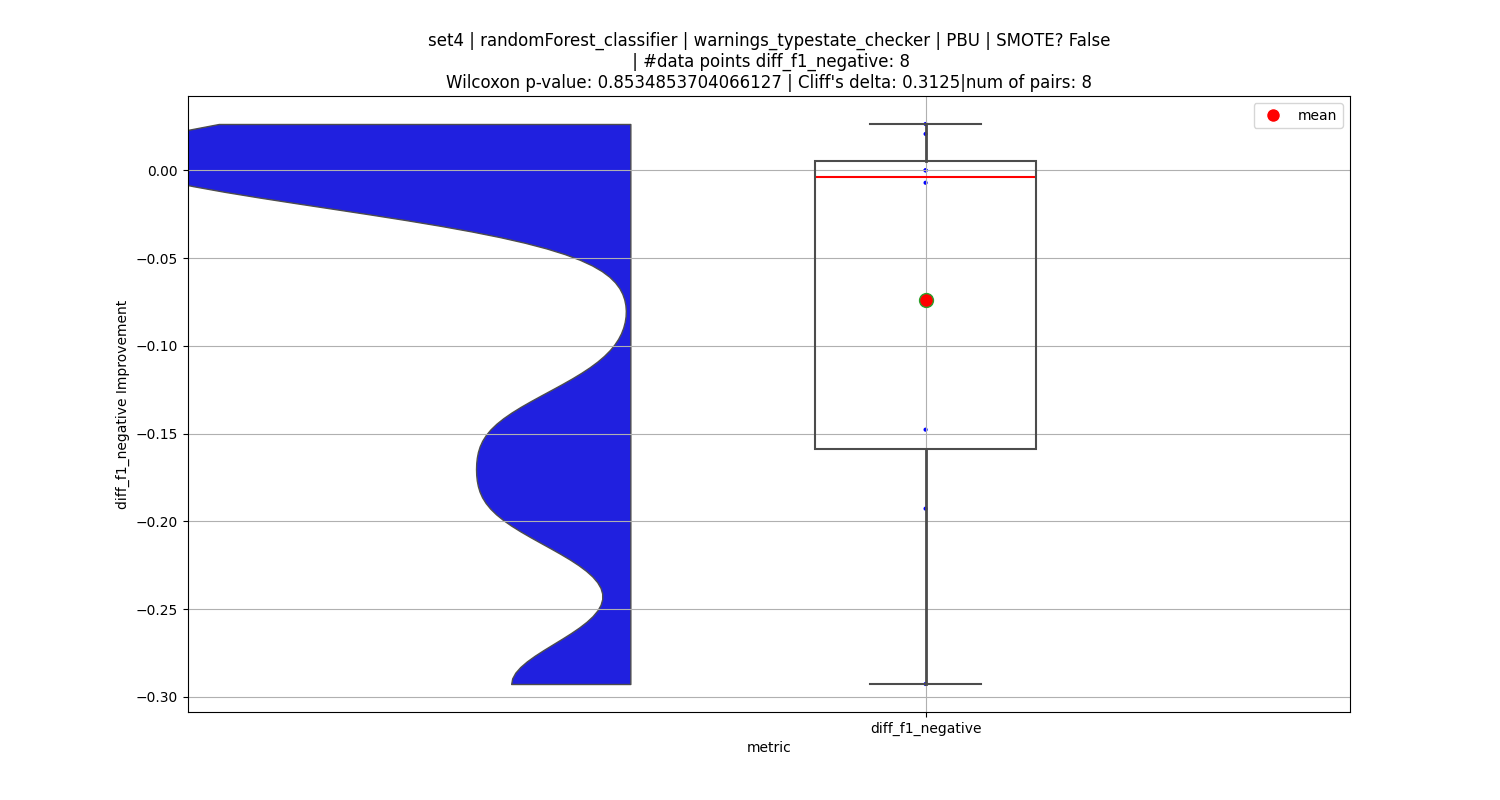 set4 | randomForest_classifier | warnings_typestate_checker | PBU | SMOTE? False
| #data points diff_f1_negative: 8
Wilcoxon p-value: 0.8534853704066127 | Cliff's delta: 0.3125|num of pairs: 8
mean
0.00
−0.05
−0.10
−0.15
−0.20
−0.25
−0.30
diff_f1_negative Improvement
diff_f1_negative
metric